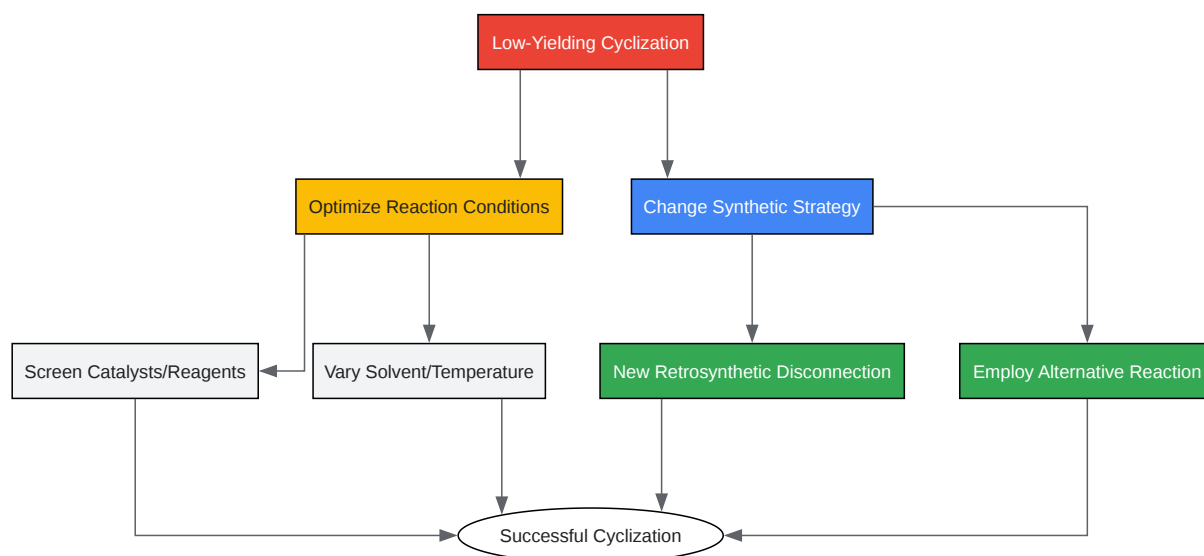 Low-Yielding Cyclization
Optimize Reaction Conditions
Change Synthetic Strategy
Screen Catalysts/Reagents
Vary Solvent/Temperature
New Retrosynthetic Disconnection
Employ Alternative Reaction
Successful Cyclization